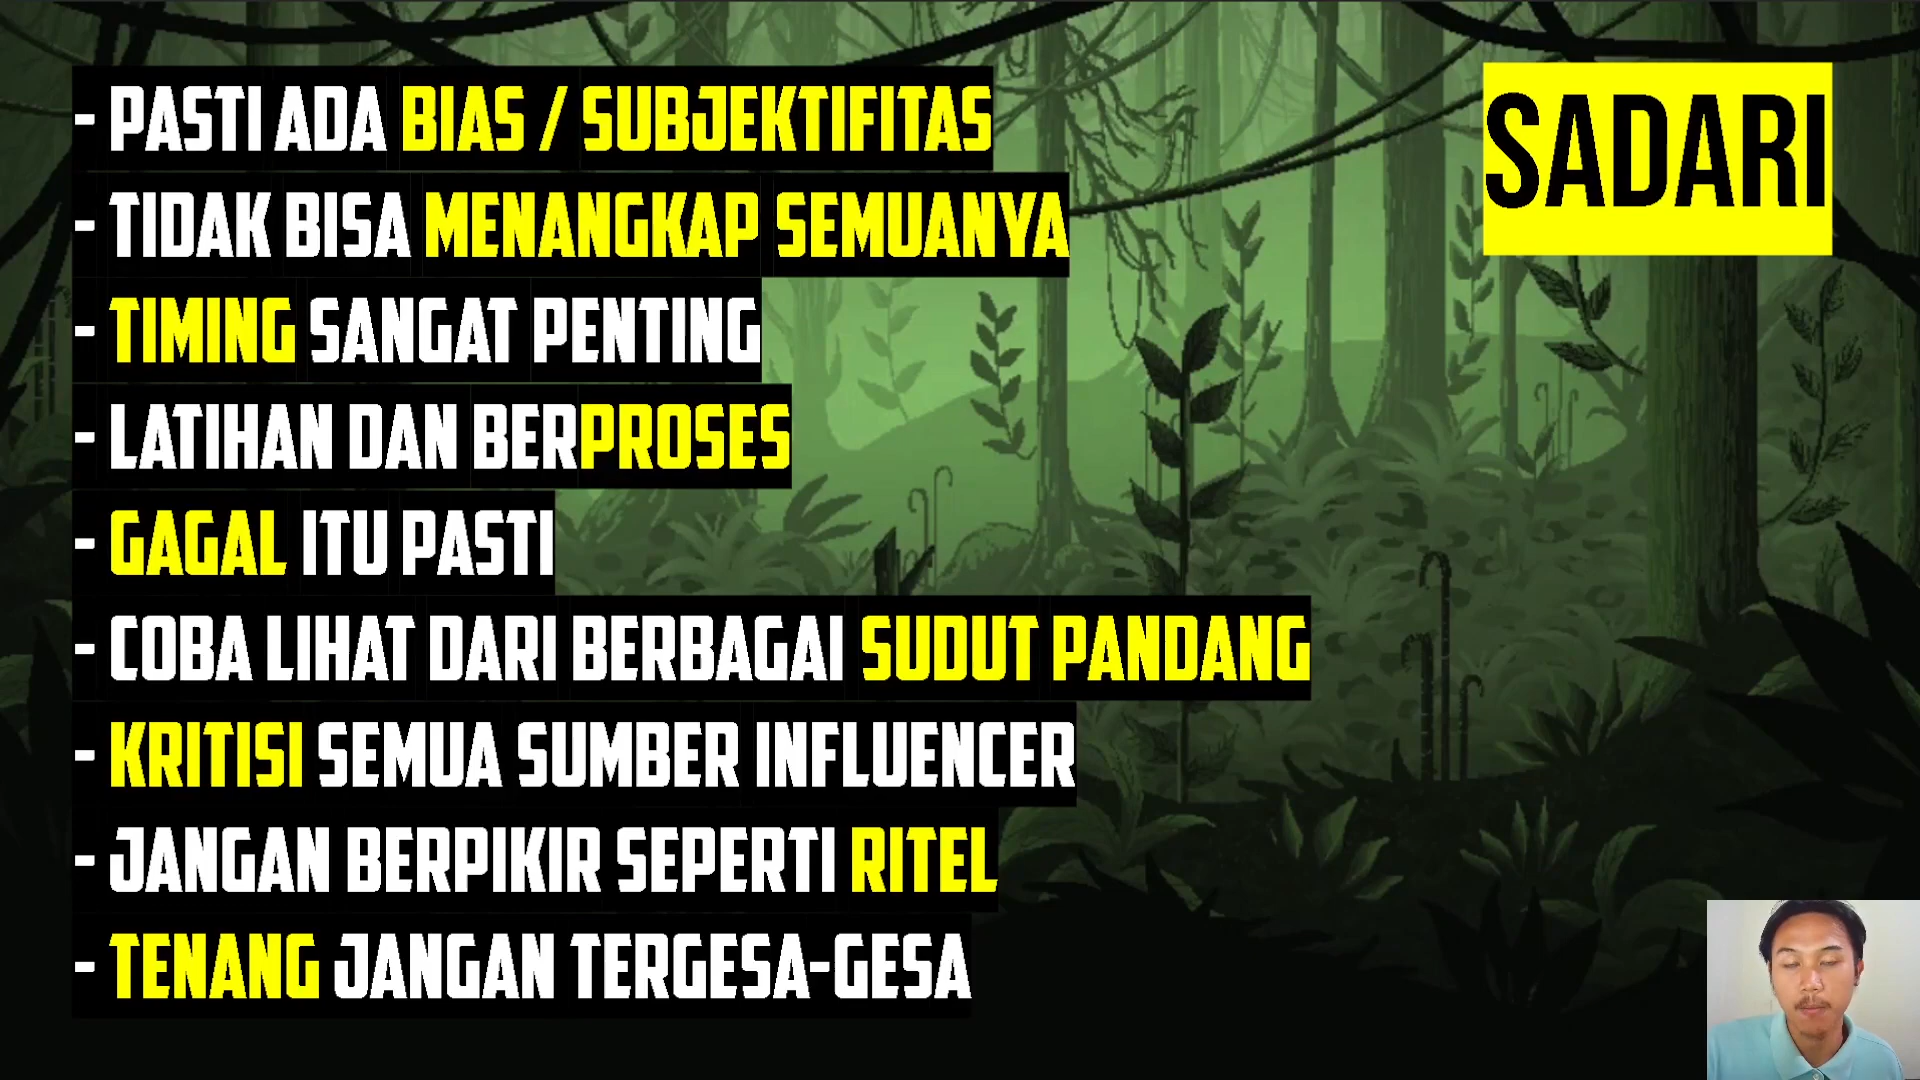 - PASTI ADA BIAS / SUBJEKTIFITAS
SADARI
- TIDAK BISA MENANGKAP SEMUANYA
- TIMING SANGAT PENTING
- LATIHAN DAN BERPROSES
- GAGAL ITU PASTI
- COBA LIHAT DARI BERBAGAI SUDUT PANDANG
- KRITISI SEMUA SUMBER INFLUENCER
- JANGAN BERPIKIR SEPERTI RITEL
- TENANG JANGAN TERGESA-GESA